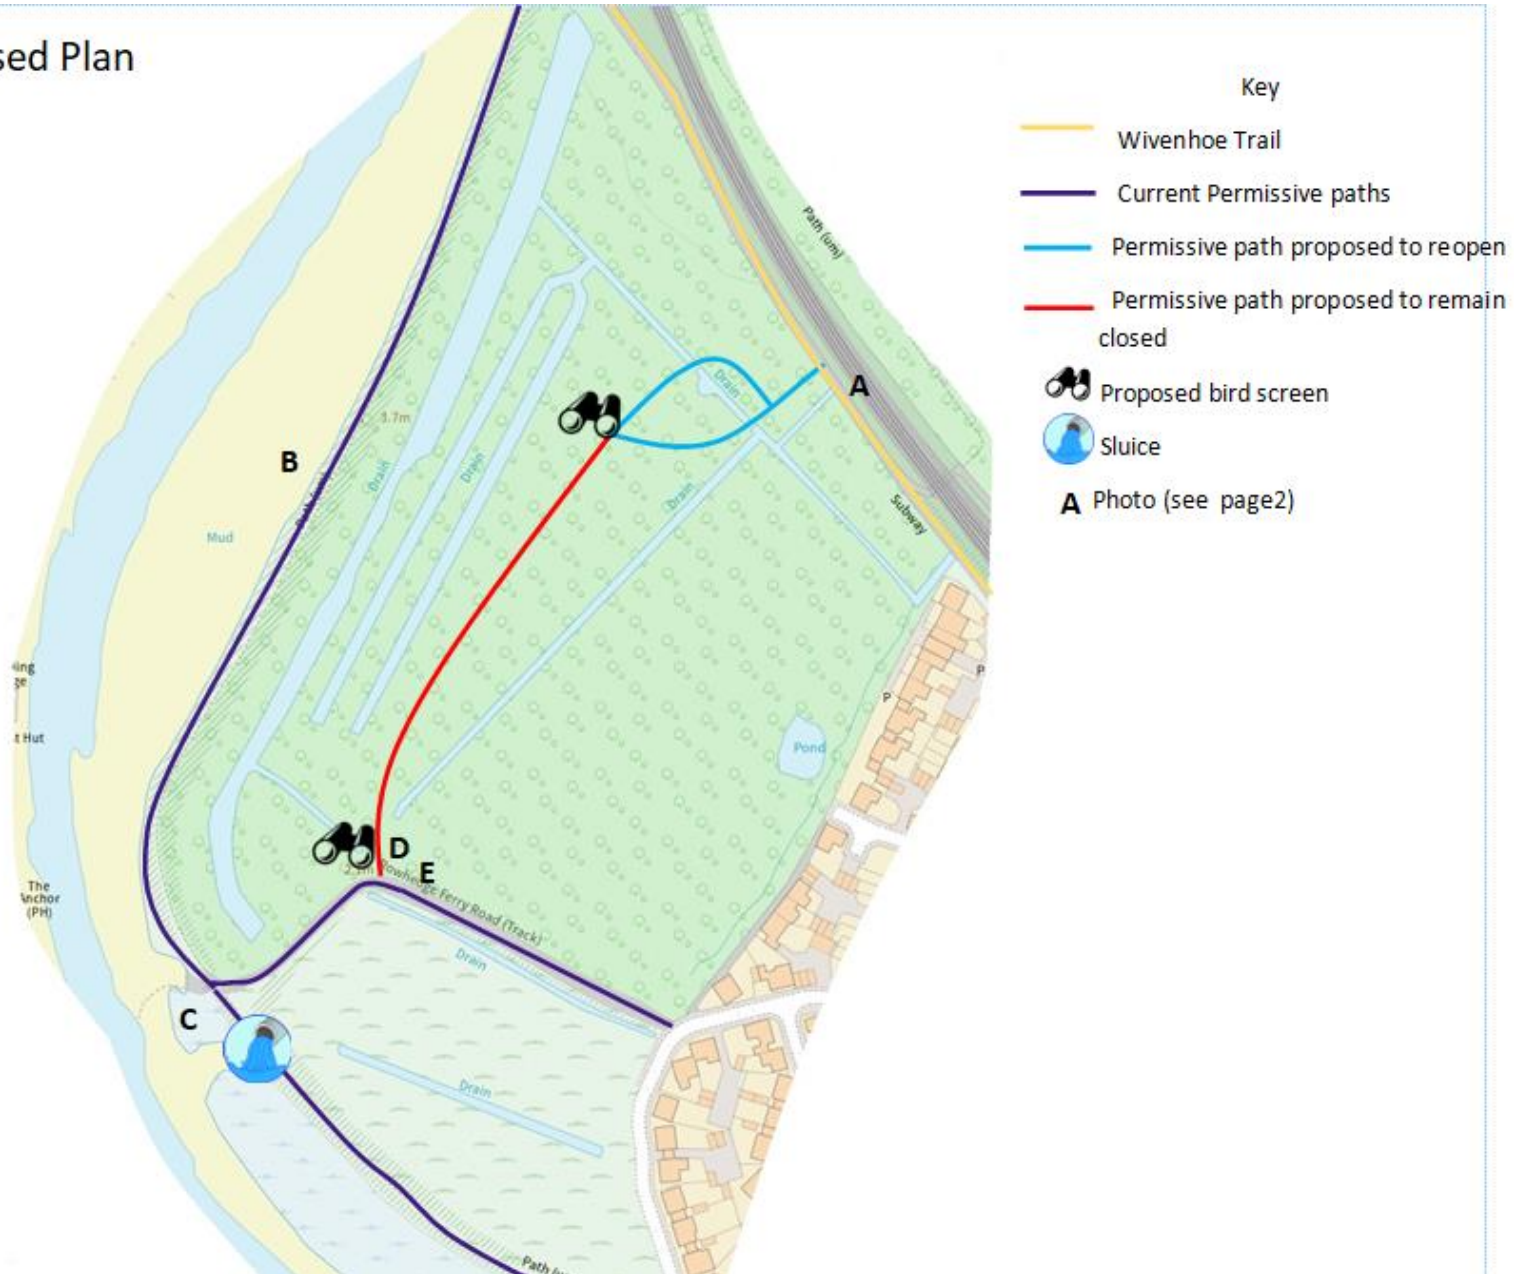 sed Plan
Key
Wivenhoe Trail
Current Permissive paths
Permissive path proposed to reopen
Permissive path proposed to remain
closed
Proposed bird screen
Sluice
A Photo (see page2)
Path (um)
A
Drain
3.7m
B
Drain
Drain
Drain
Subway
Mud
P
P
t Hut
Pond
D
E
Rowhedge Ferry Road (Track)
The
Anchor
(PH)
Drain
C
Drain
Path